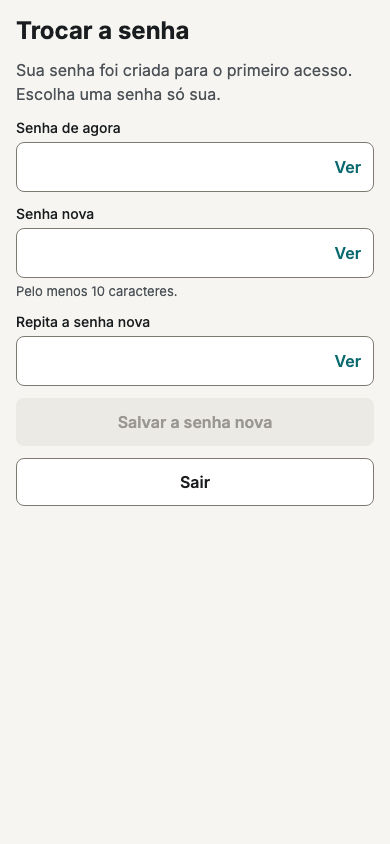 Trocar a senha
Sua senha foi criada para o primeiro acesso.
Escolha uma senha só sua.
Senha de agora
Ver
Senha nova
Ver
Pelo menos 10 caracteres.
Repita a senha nova
Ver
Salvar a senha nova
Sair